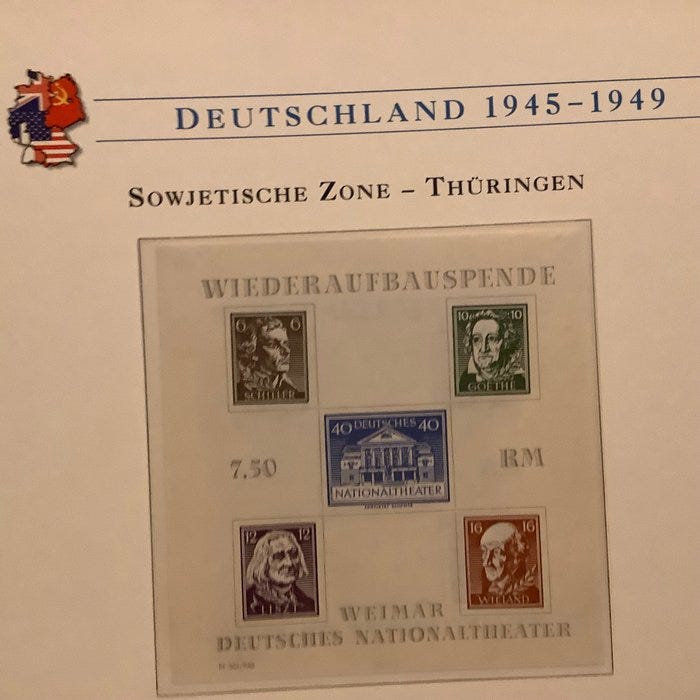 DEUTSCHLAND 1945–1949
SOWJETISCHE ZONE – THÜRINGEN
WIEDERAUFBAUSPENDE
6 6
SCHILLER
10 10
GOETHE
40 DEUTSCHES 40
NATIONALTHEATER
7.50 RM
12 12
LISZT
16 16
WIELAND
WEIMAR
DEUTSCHES NATIONALTHEATER